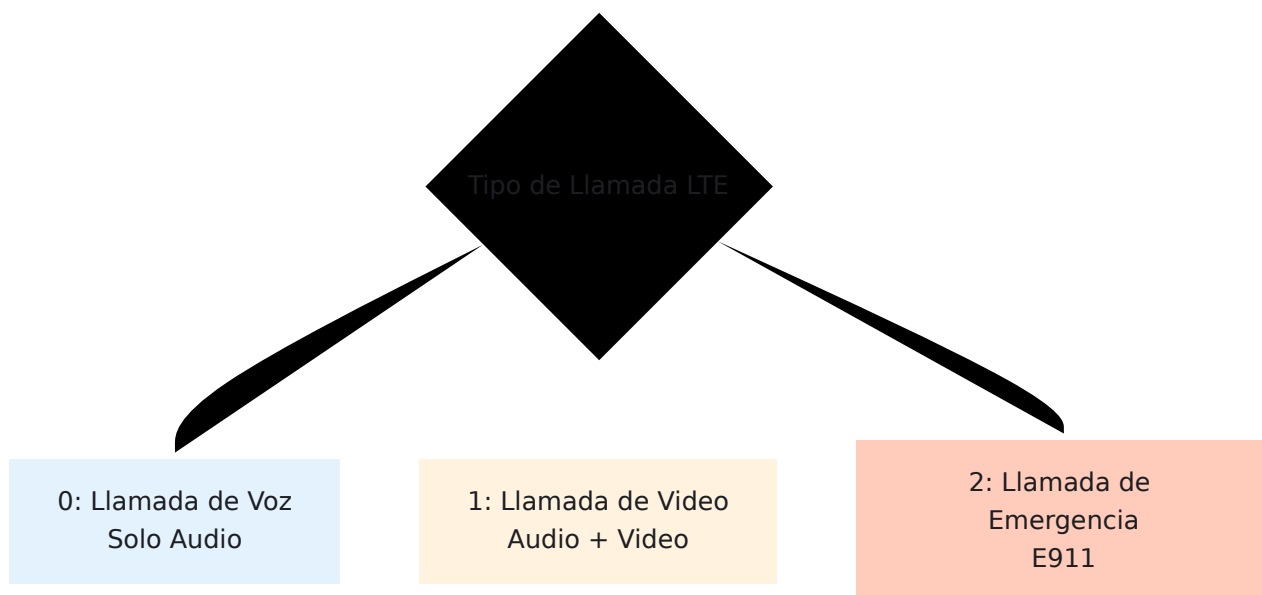 Tipo de Llamada LTE
0: Llamada de Voz
Solo Audio
1: Llamada de Video
Audio + Video
2: Llamada de
Emergencia
E911